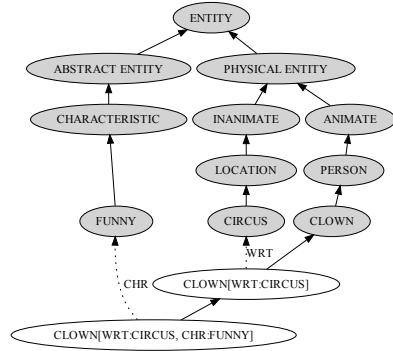 ENTITY
ABSTRACT ENTITY
PHYSICAL ENTITY
CHARACTERISTIC
INANIMATE
ANIMATE
LOCATION
PERSON
FUNNY
CIRCUS
CLOWN
WRT
CHR
CLOWN[WRT:CIRCUS]
CLOWN[WRT:CIRCUS, CHR:FUNNY]